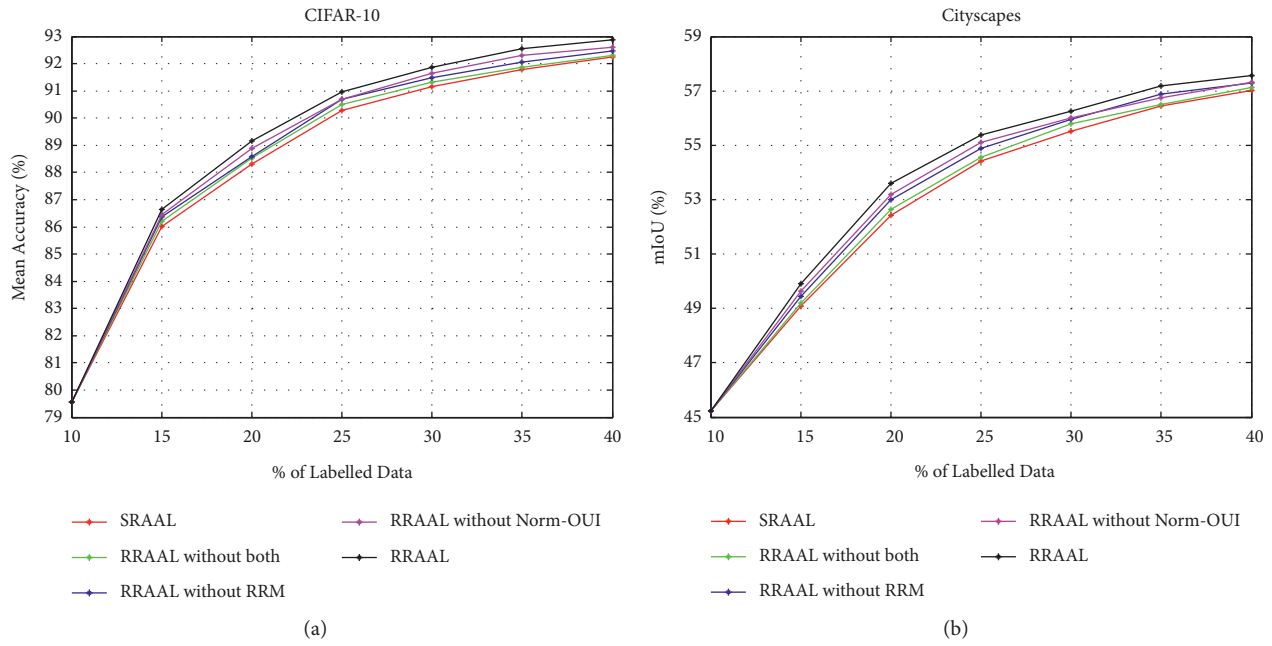 CIFAR-10
93
92
91
90
89
88
87
86
85
84
83
82
81
80
79
Mean Accuracy (%)
10 15 20 25 30 35 40
% of Labelled Data
SRAAL
RRAAL without both
RRAAL without RRM
RRAAL without Norm-OUI
RRAAL
(a)
Cityscapes
59
57
55
53
51
49
47
45
mIoU (%)
10 15 20 25 30 35 40
% of Labelled Data
SRAAL
RRAAL without both
RRAAL without RRM
RRAAL without Norm-OUI
RRAAL
(b)